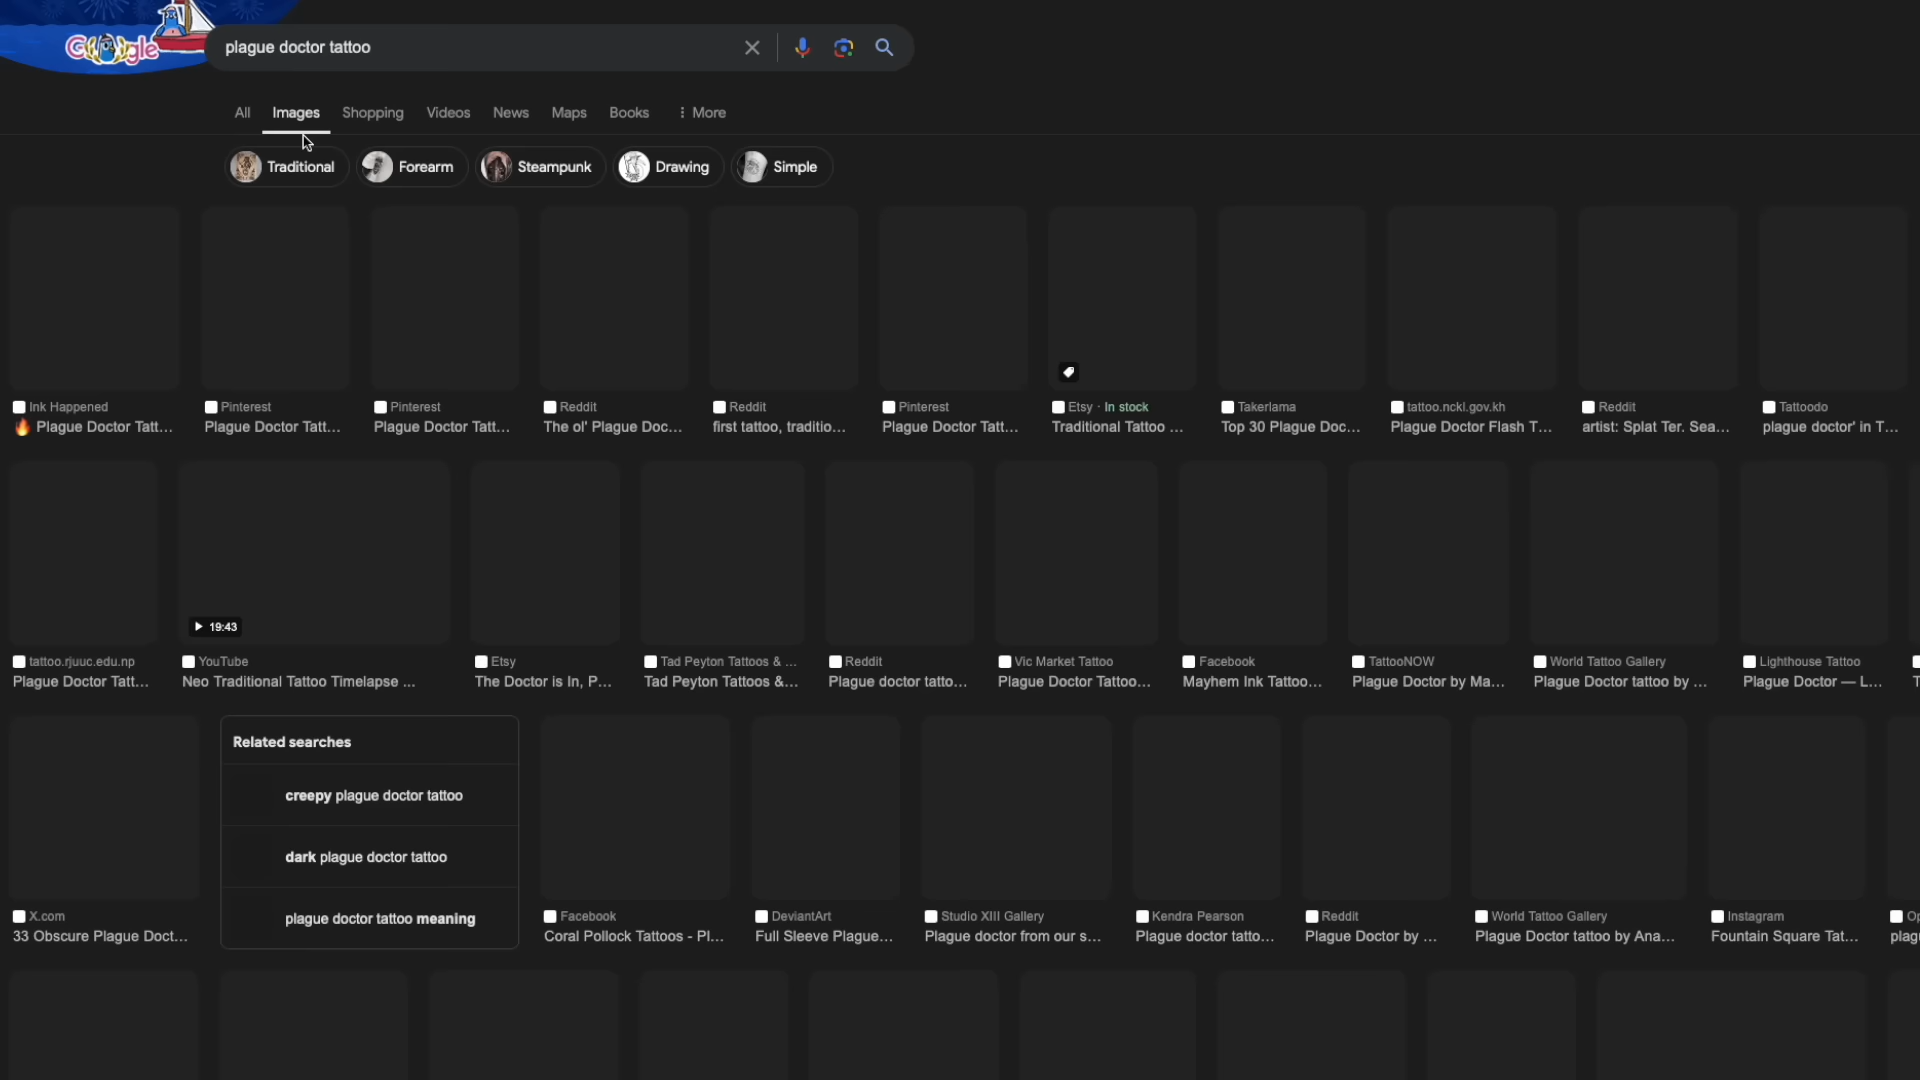 Google
plague doctor tattoo
All Images Shopping Videos News Maps Books More
Traditional Forearm Steampunk Drawing Simple
Ink Happened Pinterest Pinterest Reddit Reddit Pinterest Etsy · In stock Takerlama tattoo.nckl.gov.kh Reddit Tattoodo
🔥 Plague Doctor Tatt... Plague Doctor Tatt... Plague Doctor Tatt... The ol' Plague Doc... first tattoo, traditio... Plague Doctor Tatt... Traditional Tattoo ... Top 30 Plague Doc... Plague Doctor Flash T... artist: Splat Ter. Sea... plague doctor' in T...
19:43
tattoo.rjuuc.edu.np YouTube Etsy Tad Peyton Tattoos & ... Reddit Vic Market Tattoo Facebook TattooNOW World Tattoo Gallery Lighthouse Tattoo
Plague Doctor Tatt... Neo Traditional Tattoo Timelapse ... The Doctor is In, P... Tad Peyton Tattoos &... Plague doctor tatto... Plague Doctor Tattoo... Mayhem Ink Tattoo... Plague Doctor by Ma... Plague Doctor tattoo by ... Plague Doctor — L...
Related searches
creepy plague doctor tattoo
dark plague doctor tattoo
plague doctor tattoo meaning
X.com Facebook DeviantArt Studio XIII Gallery Kendra Pearson Reddit World Tattoo Gallery Instagram
33 Obscure Plague Doct... Coral Pollock Tattoos - Pl... Full Sleeve Plague... Plague doctor from our s... Plague doctor tatto... Plague Doctor by ... Plague Doctor tattoo by Ana... Fountain Square Tat... plag